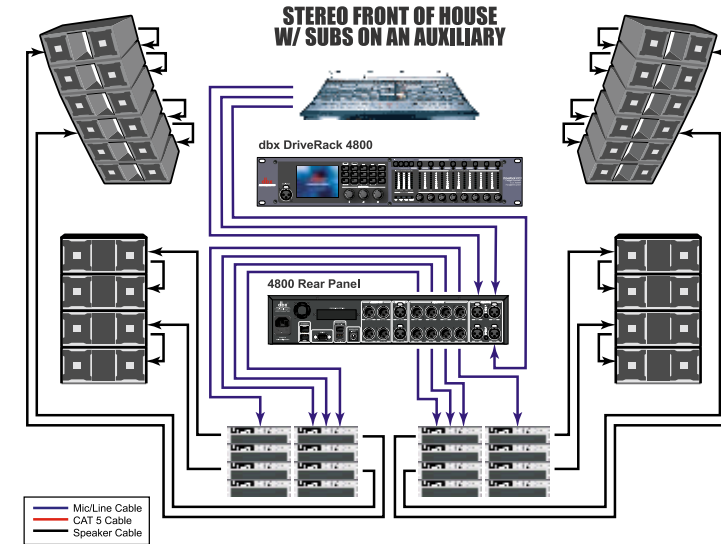 STEREO FRONT OF HOUSE
W/ SUBS ON AN AUXILIARY
dbx DriveRack 4800
4800 Rear Panel
dbx
Mic/Line Cable
CAT 5 Cable
Speaker Cable